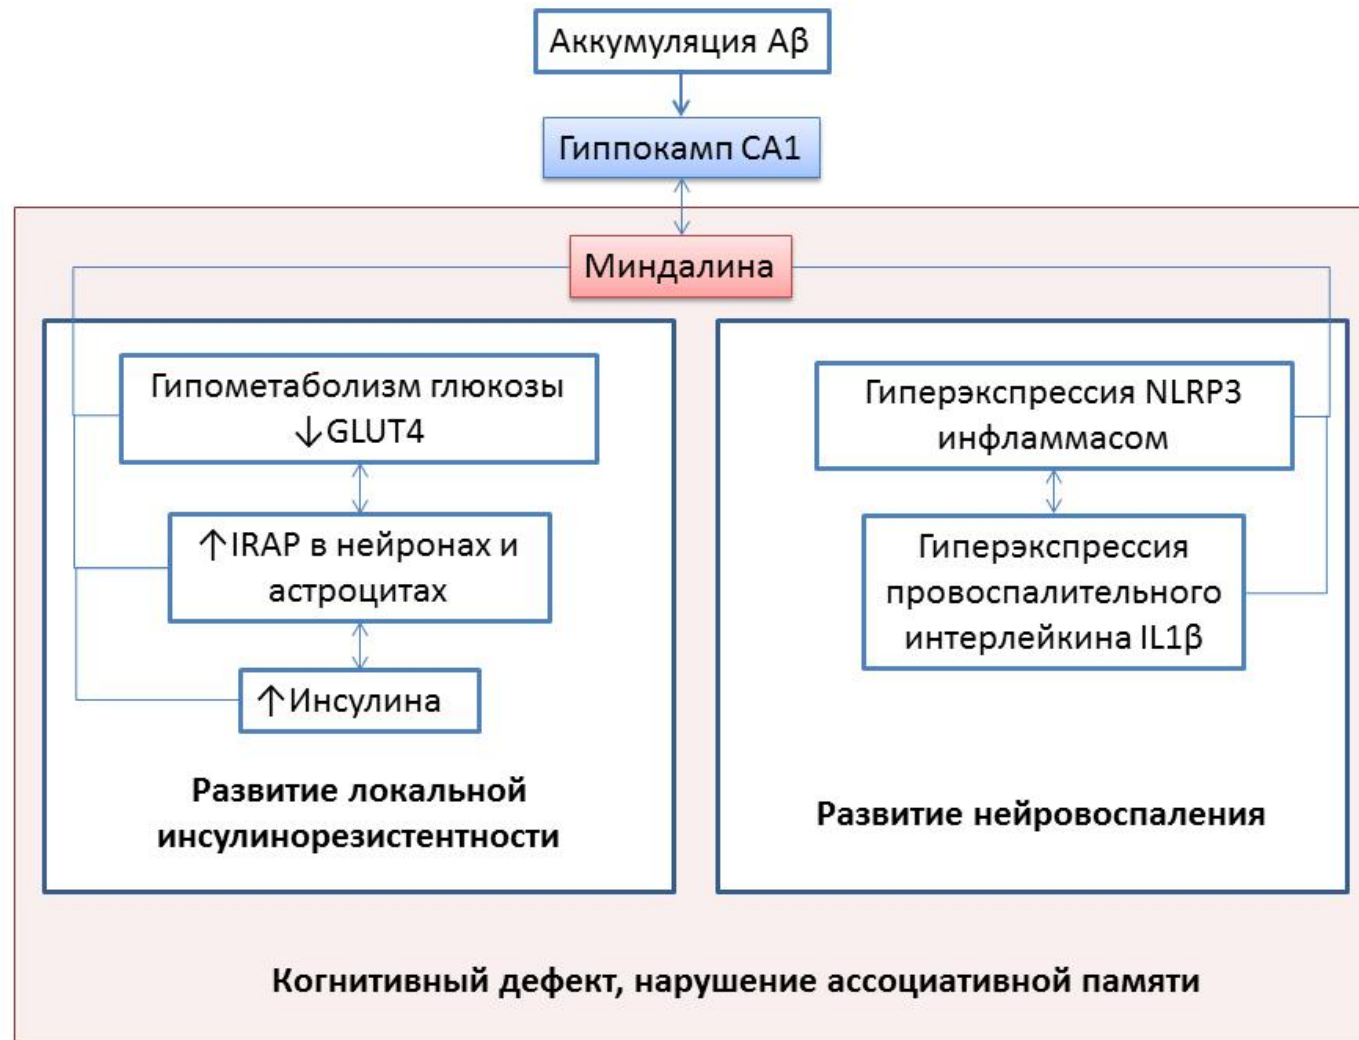 Аккумуляция Aβ
Гиппокамп CA1
Миндалина
Гипометаболизм глюкозы
↓GLUT4
↑IRAP в нейронах и
астроцитах
↑Инсулина
Развитие локальной
инсулинорезистентности
Гиперэкспрессия NLRP3
инфламмасом
Гиперэкспрессия
провоспалительного
интерлейкина IL1β
Развитие нейровоспаления
Когнитивный дефект, нарушение ассоциативной памяти